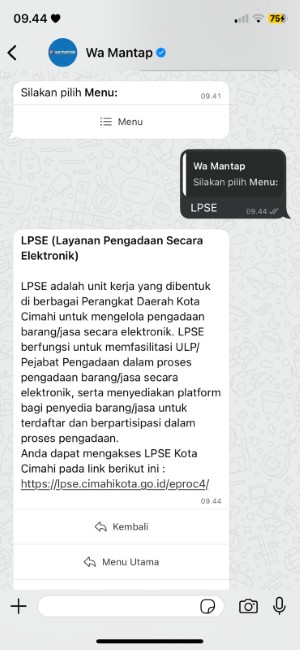 09.44
75
Wa Mantap
Silakan pilih Menu:
09.41
Menu
Wa Mantap
Silakan pilih Menu:
LPSE
09.44
LPSE (Layanan Pengadaan Secara
Elektronik)
LPSE adalah unit kerja yang dibentuk
di berbagai Perangkat Daerah Kota
Cimahi untuk mengelola pengadaan
barang/jasa secara elektronik. LPSE
berfungsi untuk memfasilitasi ULP/
Pejabat Pengadaan dalam proses
pengadaan barang/jasa secara
elektronik, serta menyediakan platform
bagi penyedia barang/jasa untuk
terdaftar dan berpartisipasi dalam
proses pengadaan.
Anda dapat mengakses LPSE Kota
Cimahi pada link berikut ini :
https://lpse.cimahikota.go.id/eproc4/
09.44
Kembali
Menu Utama